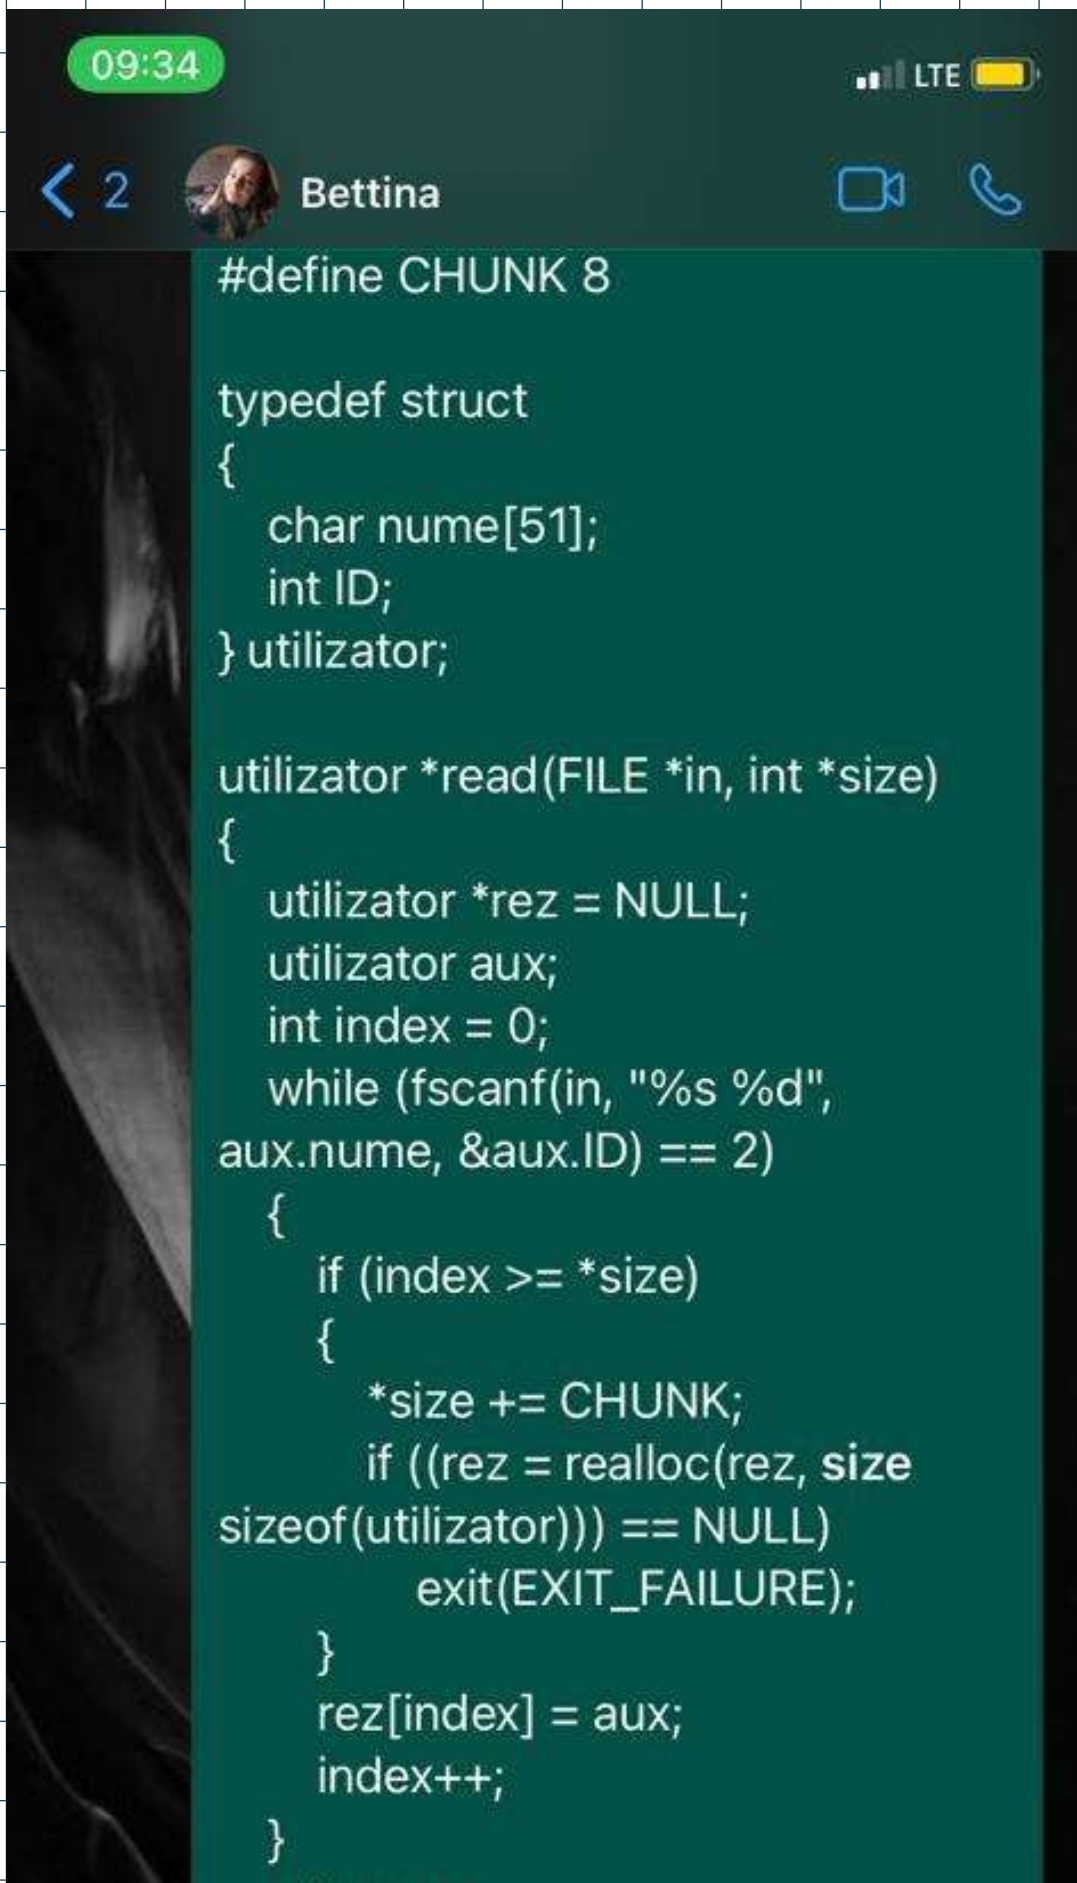 09:34
LTE
2 Bettina
#define CHUNK 8
typedef struct
{
char nume[51];
int ID;
} utilizator;
utilizator *read(FILE *in, int *size)
{
utilizator *rez = NULL;
utilizator aux;
int index = 0;
while (fscanf(in, "%s %d",
aux.nume, &aux.ID) == 2)
{
if (index >= *size)
{
*size += CHUNK;
if ((rez = realloc(rez, size
sizeof(utilizator))) == NULL)
exit(EXIT_FAILURE);
}
rez[index] = aux;
index++;
}